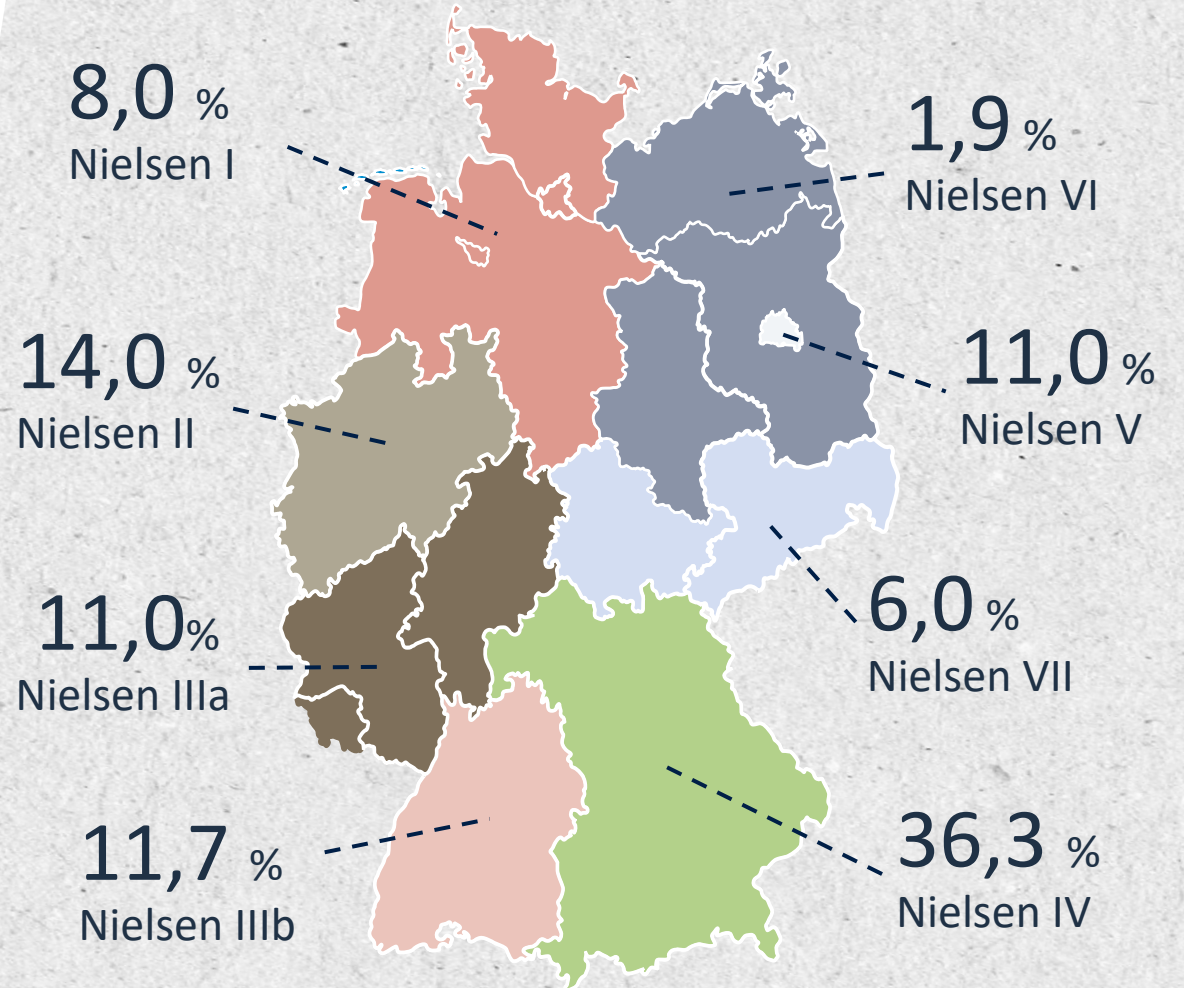 8,0 %
Nielsen I
1,9 %
Nielsen VI
14,0 %
Nielsen II
11,0 %
Nielsen V
11,0%
Nielsen IIIa
6,0 %
Nielsen VII
11,7 %
Nielsen IIIb
36,3 %
Nielsen IV